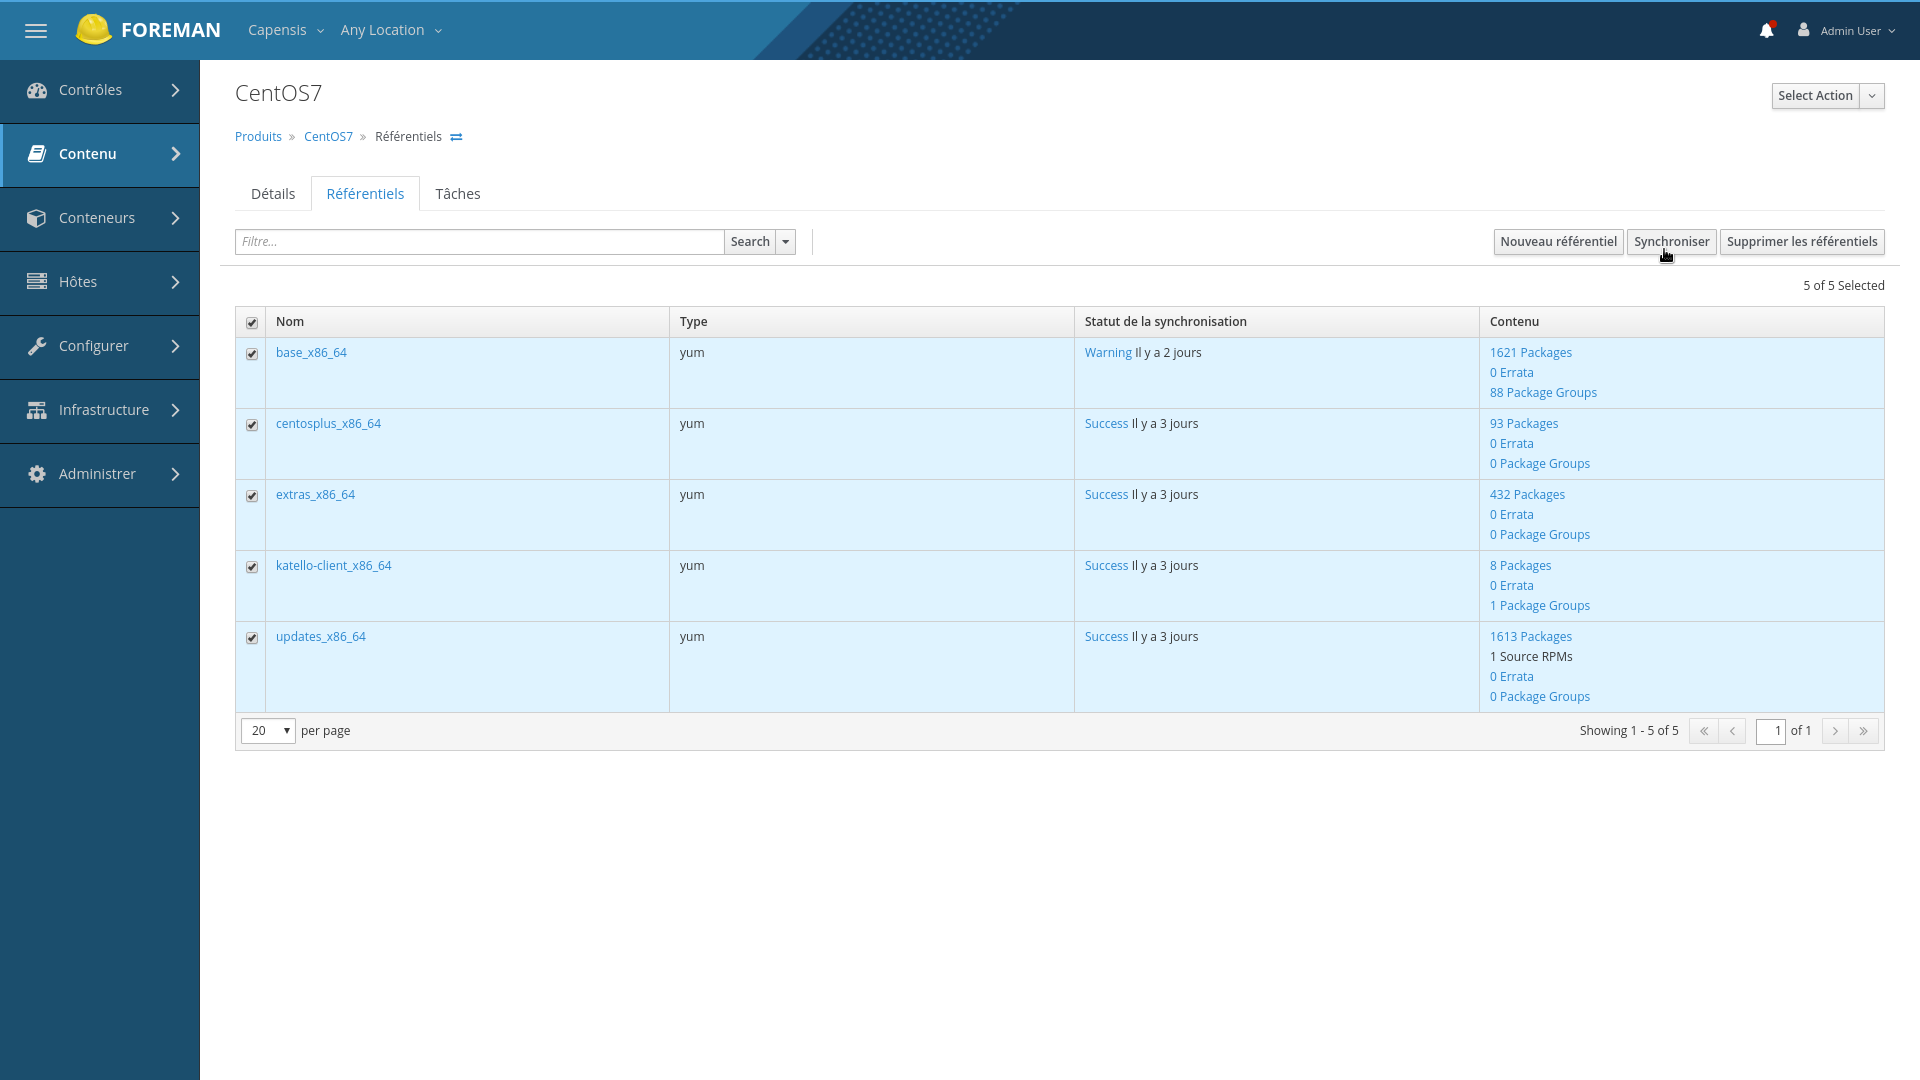 FOREMAN Capensis Any Location Admin User
Contrôles
Contenu
Conteneurs
Hôtes
Configurer
Infrastructure
Administrer
CentOS7
Select Action
Produits » CentOS7 » Référentiels
Détails Référentiels Tâches
Filtre... Search Nouveau référentiel Synchroniser Supprimer les référentiels
5 of 5 Selected
Nom Type Statut de la synchronisation Contenu
base_x86_64 yum Warning Il y a 2 jours 1621 Packages
0 Errata
88 Package Groups
centosplus_x86_64 yum Success Il y a 3 jours 93 Packages
0 Errata
0 Package Groups
extras_x86_64 yum Success Il y a 3 jours 432 Packages
0 Errata
0 Package Groups
katello-client_x86_64 yum Success Il y a 3 jours 8 Packages
0 Errata
1 Package Groups
updates_x86_64 yum Success Il y a 3 jours 1613 Packages
1 Source RPMs
0 Errata
0 Package Groups
20 per page Showing 1 - 5 of 5 « ‹ 1 of 1 › »